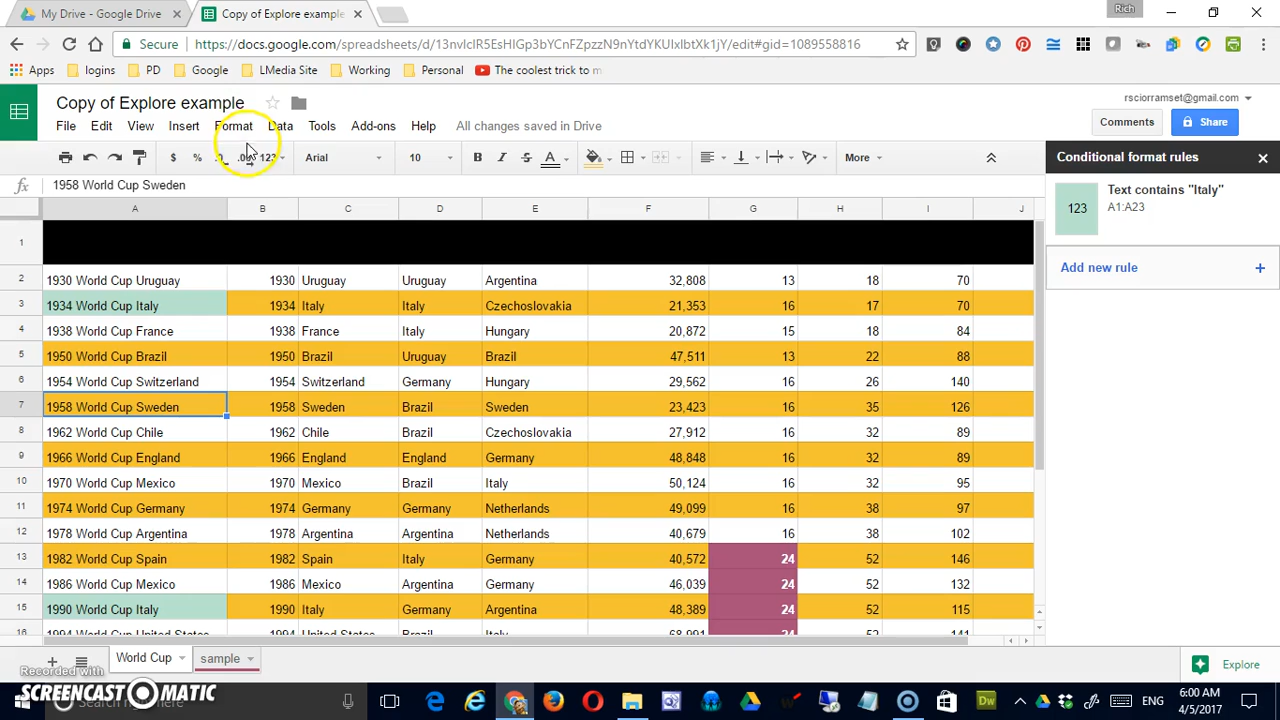 My Drive - Google Drive
Copy of Explore example
Rich
Secure https://docs.google.com/spreadsheets/d/13nvlclR5EsHIGp3bYCnFZpzzN9nYtdYKUIxIbtXk1jY/edit#gid=1089558816
Apps logins PD Google LMedia Site Working Personal The coolest trick to m
Copy of Explore example
rsciorramset@gmail.com
File Edit View Insert Format Data Tools Add-ons Help All changes saved in Drive
Comments Share
$ % .0 .00 123 Arial 10 B I S A More
Conditional format rules
fx 1958 World Cup Sweden
123 Text contains "Italy"
A1:A23
Add new rule +
A B C D E F G H I J
1
2 1930 World Cup Uruguay 1930 Uruguay Uruguay Argentina 32,808 13 18 70
3 1934 World Cup Italy 1934 Italy Italy Czechoslovakia 21,353 16 17 70
4 1938 World Cup France 1938 France Italy Hungary 20,872 15 18 84
5 1950 World Cup Brazil 1950 Brazil Uruguay Brazil 47,511 13 22 88
6 1954 World Cup Switzerland 1954 Switzerland Germany Hungary 29,562 16 26 140
7 1958 World Cup Sweden 1958 Sweden Brazil Sweden 23,423 16 35 126
8 1962 World Cup Chile 1962 Chile Brazil Czechoslovakia 27,912 16 32 89
9 1966 World Cup England 1966 England England Germany 48,848 16 32 89
10 1970 World Cup Mexico 1970 Mexico Brazil Italy 50,124 16 32 95
11 1974 World Cup Germany 1974 Germany Germany Netherlands 49,099 16 38 97
12 1978 World Cup Argentina 1978 Argentina Argentina Netherlands 40,679 16 38 102
13 1982 World Cup Spain 1982 Spain Italy Germany 40,572 24 52 146
14 1986 World Cup Mexico 1986 Mexico Argentina Germany 46,039 24 52 132
15 1990 World Cup Italy 1990 Italy Germany Argentina 48,389 24 52 115
16 1994 World Cup United States 1994 United States Brazil Italy 68,991 24 52 141
World Cup sample
Explore
Recorded with
SCREENCAST-O-MATIC
ENG
6:00 AM
4/5/2017